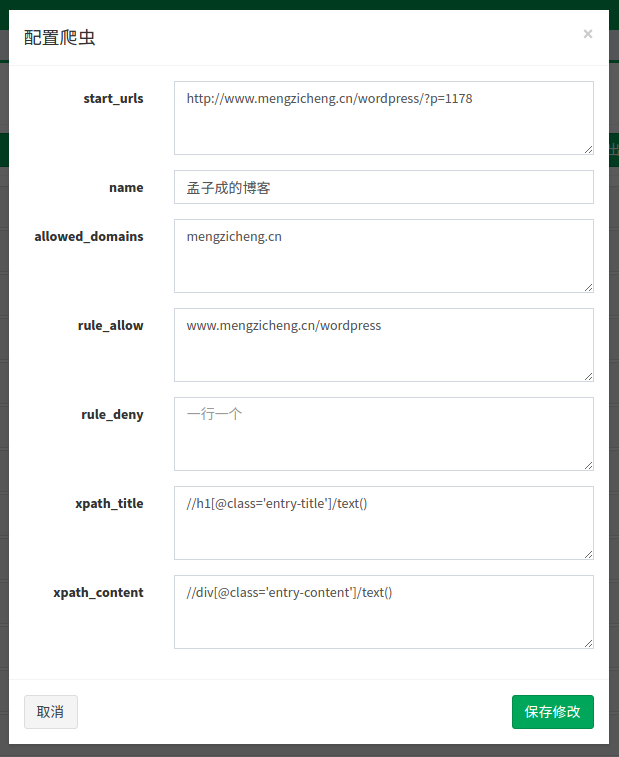 配置爬虫
×
start_urls
http://www.mengzicheng.cn/wordpress/?p=1178
name
孟子成的博客
allowed_domains
mengzicheng.cn
rule_allow
www.mengzicheng.cn/wordpress
rule_deny
一行一个
xpath_title
//h1[@class='entry-title']/text()
xpath_content
//div[@class='entry-content']/text()
取消
保存修改